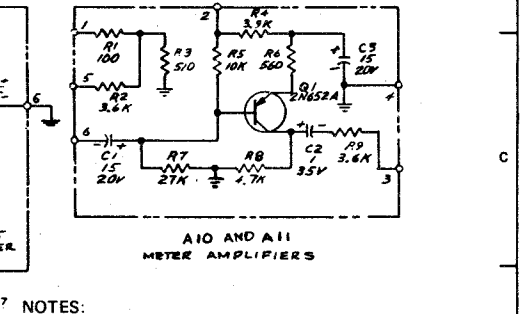 2
1
R1
100
R3
510
R4
3.9K
R5
10K
R6
560
C3
15
20V
+
5
R2
3.6K
Q1
2N652A
4
6
6
- +
C1
15
20V
R7
27K
R8
4.7K
+ -
C2
1
35V
R9
3.6K
3
C
ER
A10 AND A11
METER AMPLIFIERS
7 NOTES: